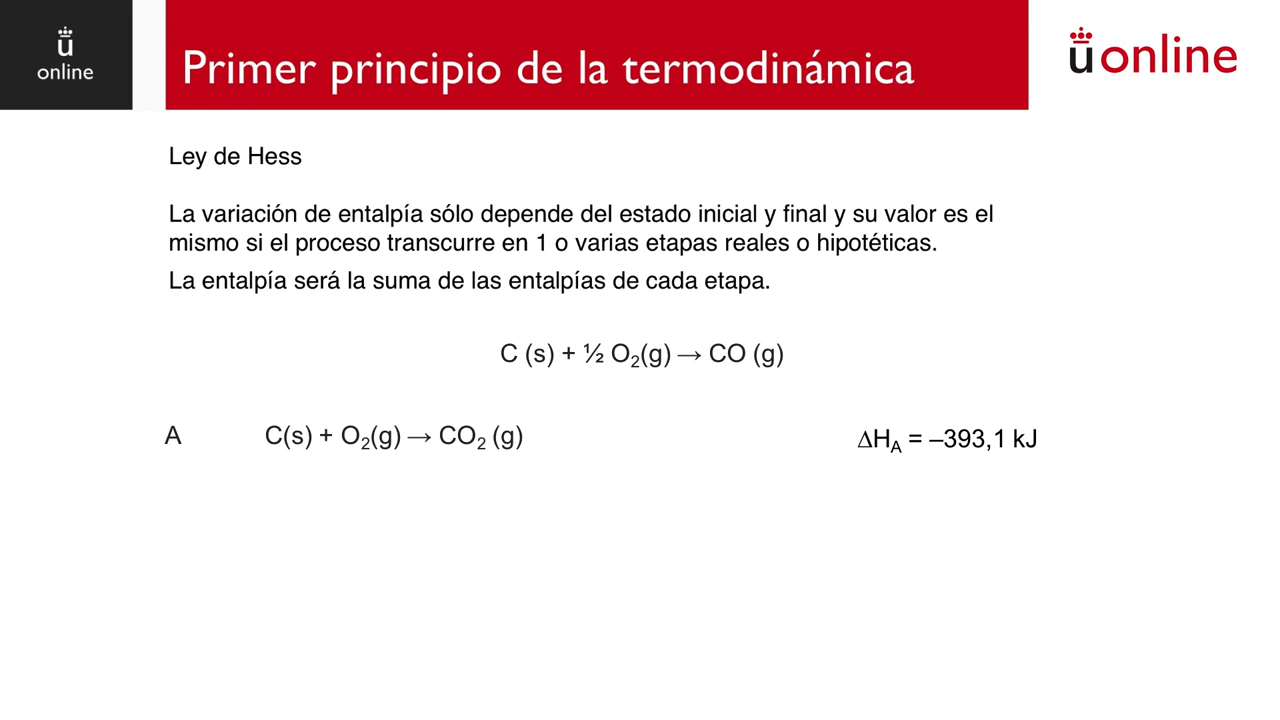 ü
online
Primer principio de la termodinámica
üonline
Ley de Hess
La variación de entalpía sólo depende del estado inicial y final y su valor es el
mismo si el proceso transcurre en 1 o varias etapas reales o hipotéticas.
La entalpía será la suma de las entalpías de cada etapa.
C (s) + ½ O₂(g) → CO (g)
A C(s) + O₂(g) → CO₂ (g) ΔH_A = –393,1 kJ